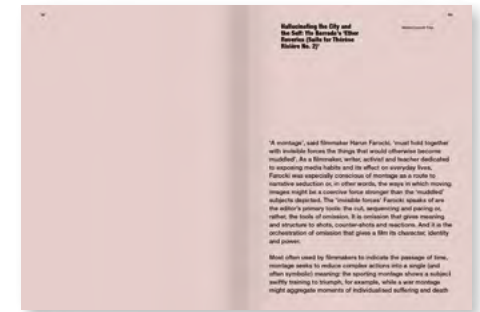 Hallucinating the City and
the Self: Yto Barrada's 'Ether
Reveries (Suite for Thérèse
Rivière No. 2)'
'A montage', said filmmaker Harun Farocki, 'must hold together
with invisible forces the things that would otherwise become
muddled'. As a filmmaker, writer, activist and teacher dedicated
to exposing media habits and its effect on everyday lives,
Farocki was especially conscious of montage as a route to
narrative seduction or, in other words, the ways in which moving
images might be a coercive force stronger than the 'muddled'
subjects depicted. The 'invisible forces' Farocki speaks of are
the editor's primary tools: the cut, sequencing and pacing or,
rather, the tools of omission. It is omission that gives meaning
and structure to shots, counter-shots and reactions. And it is the
orchestration of omission that gives a film its character, identity
and power.
Most often used by filmmakers to indicate the passage of time,
montage seeks to reduce complex actions into a single (and
often symbolic) meaning: the sporting montage shows a subject
swiftly training to triumph, for example, while a war montage
might aggregate moments of individualised suffering and death